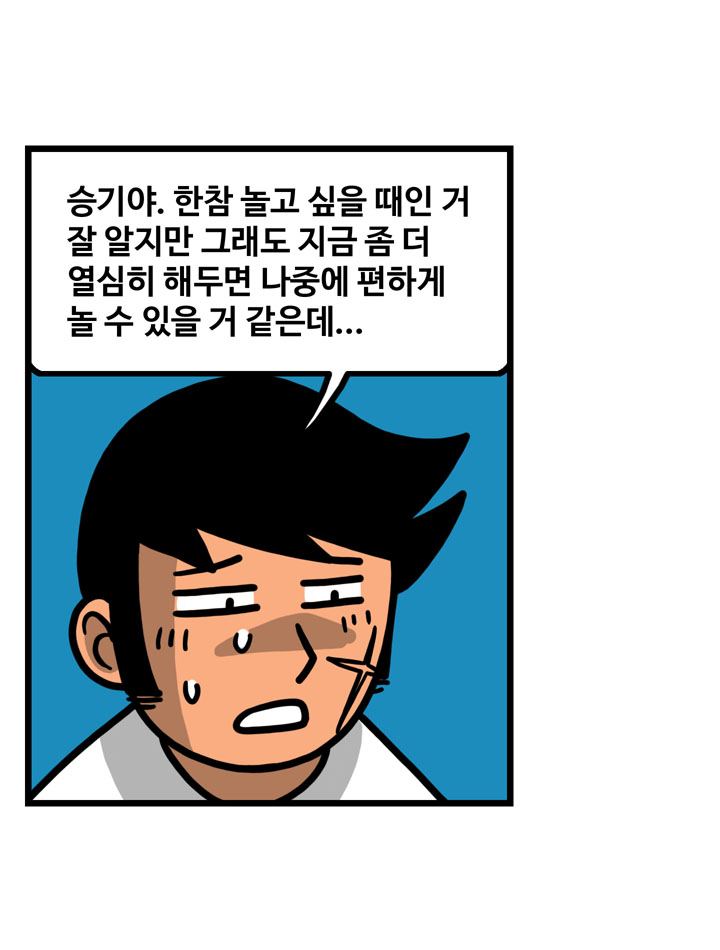 승기야. 한참 놀고 싶을 때인 거
잘 알지만 그래도 지금 좀 더
열심히 해두면 나중에 편하게
놀 수 있을 거 같은데...